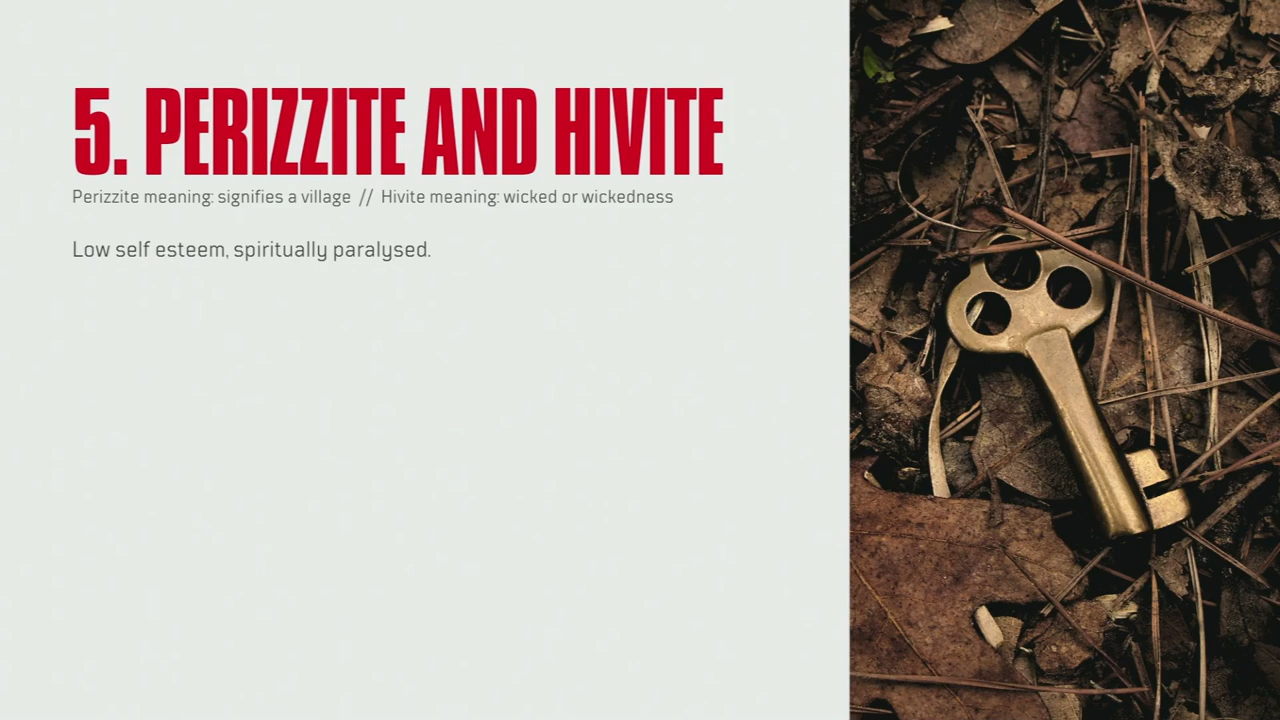 5. PERIZZITE AND HIVITE
Perizzite meaning: signifies a village // Hivite meaning: wicked or wickedness
Low self esteem, spiritually paralysed.